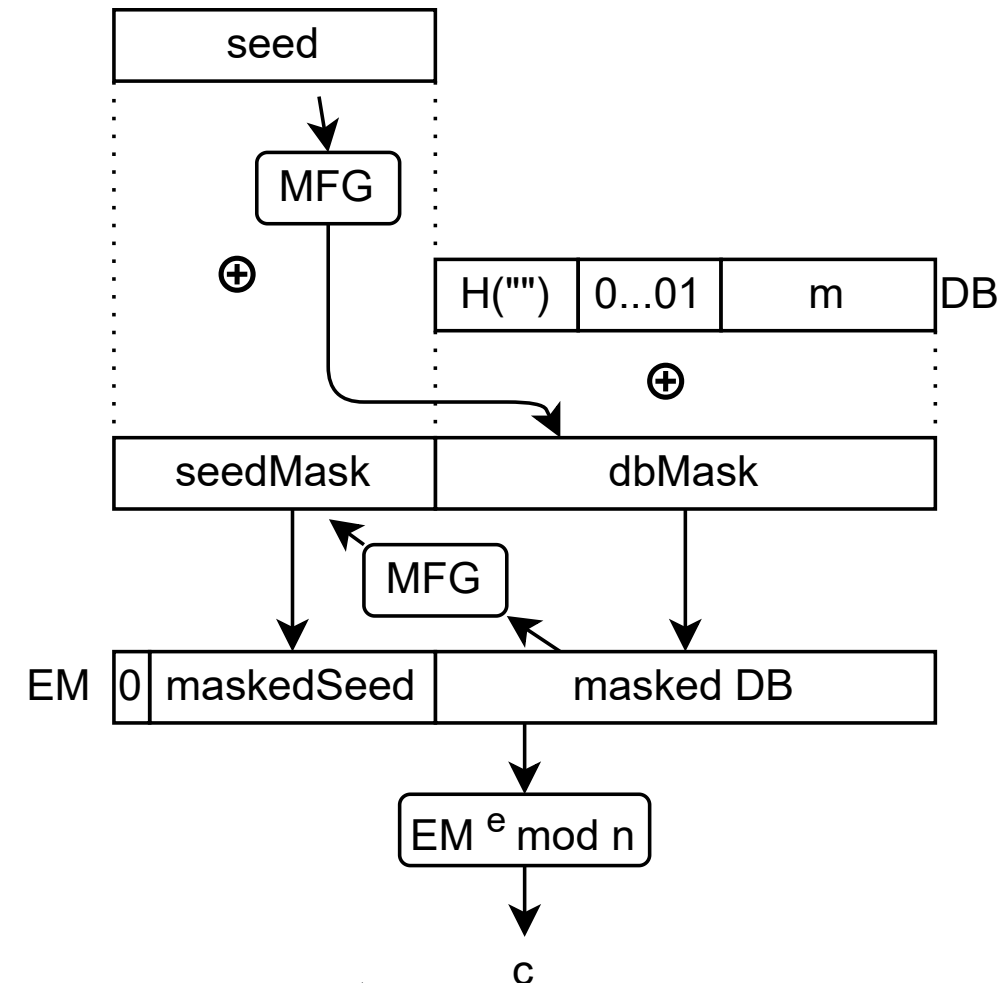 seed
MFG
⊕
H("") 0...01 m DB
⊕
seedMask dbMask
MFG
EM 0 maskedSeed masked DB
EM e mod n
c